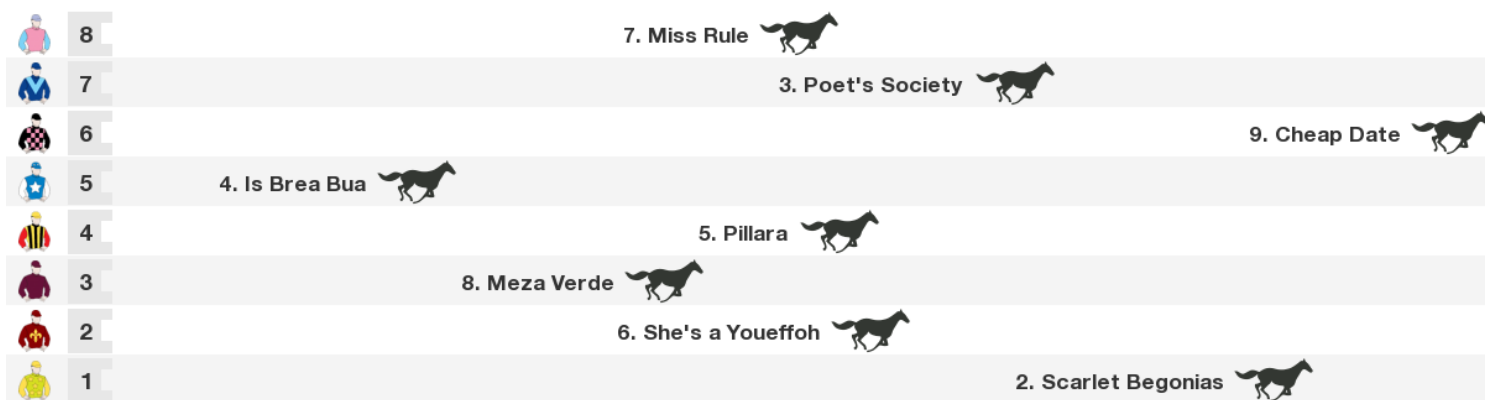 8 7. Miss Rule
7 3. Poet's Society
6 9. Cheap Date
5 4. Is Brea Bua
4 5. Pillara
3 8. Meza Verde
2 6. She's a Youeffoh
1 2. Scarlet Begonias